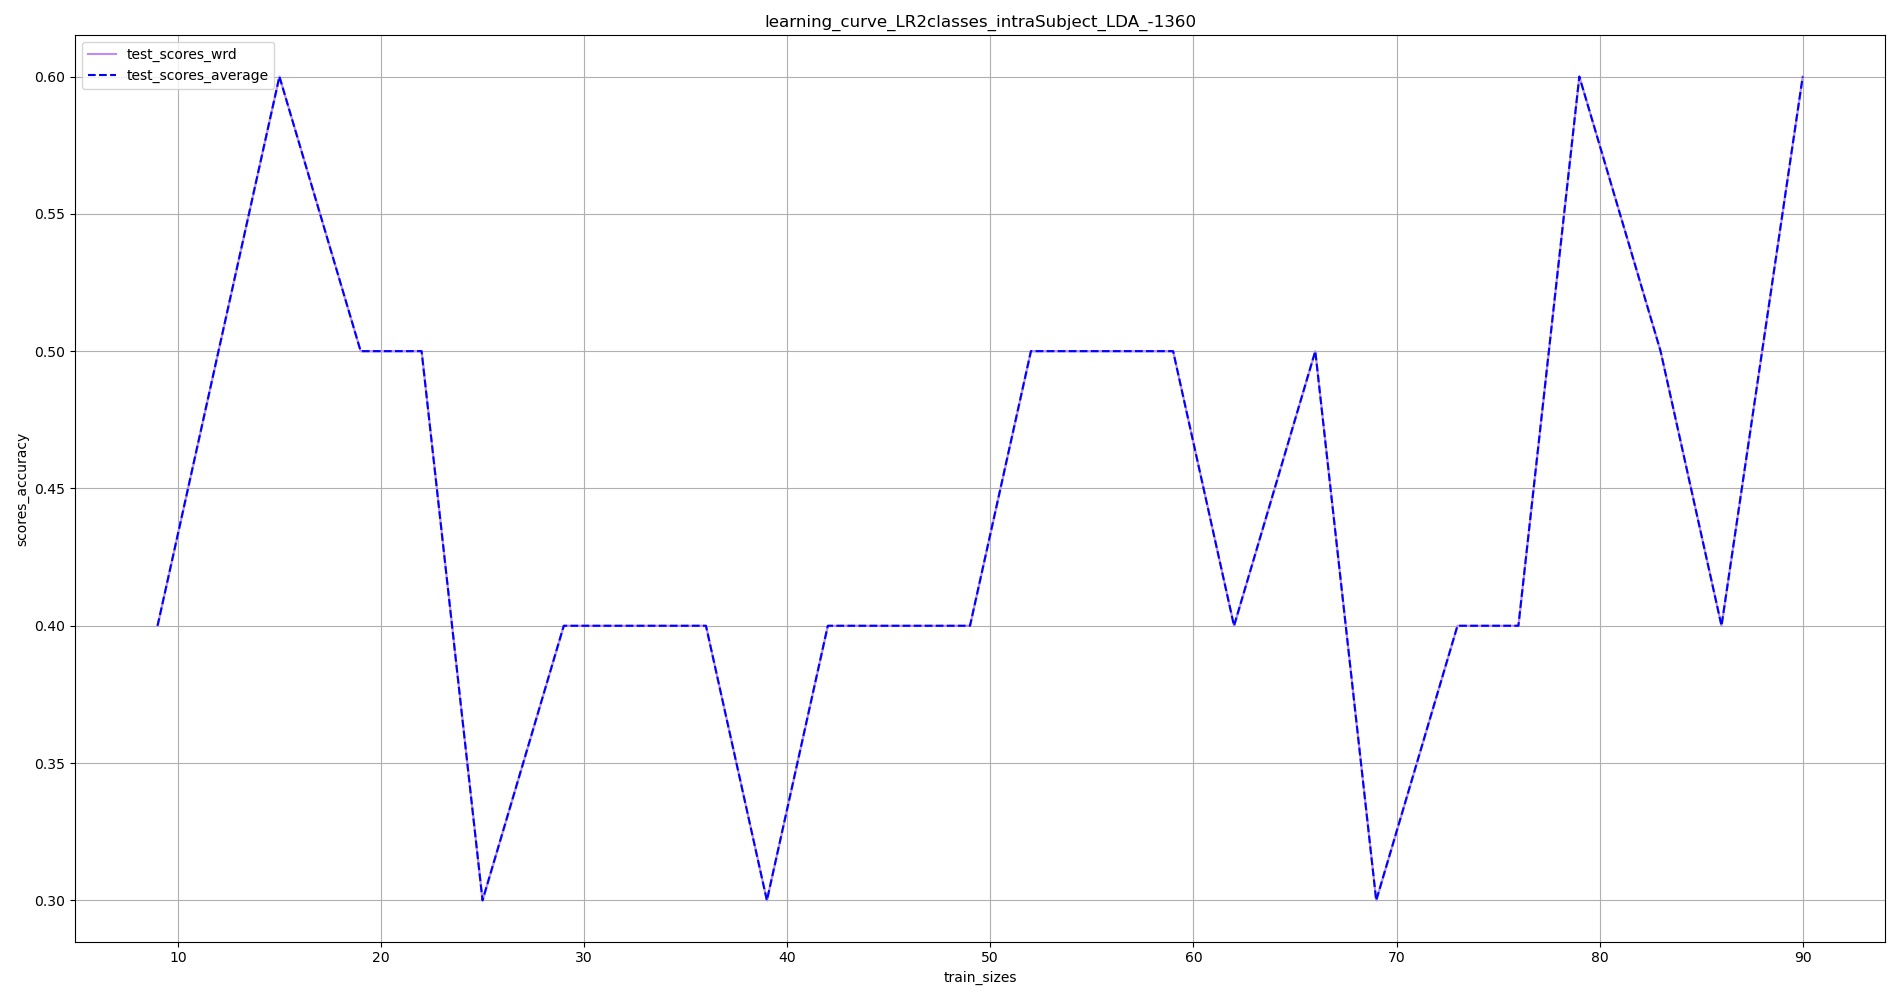 learning_curve_LR2classes_intraSubject_LDA_-1360
test_scores_wrd
test_scores_average
0.60
0.55
0.50
0.45
0.40
0.35
0.30
scores_accuracy
10 20 30 40 50 60 70 80 90
train_sizes